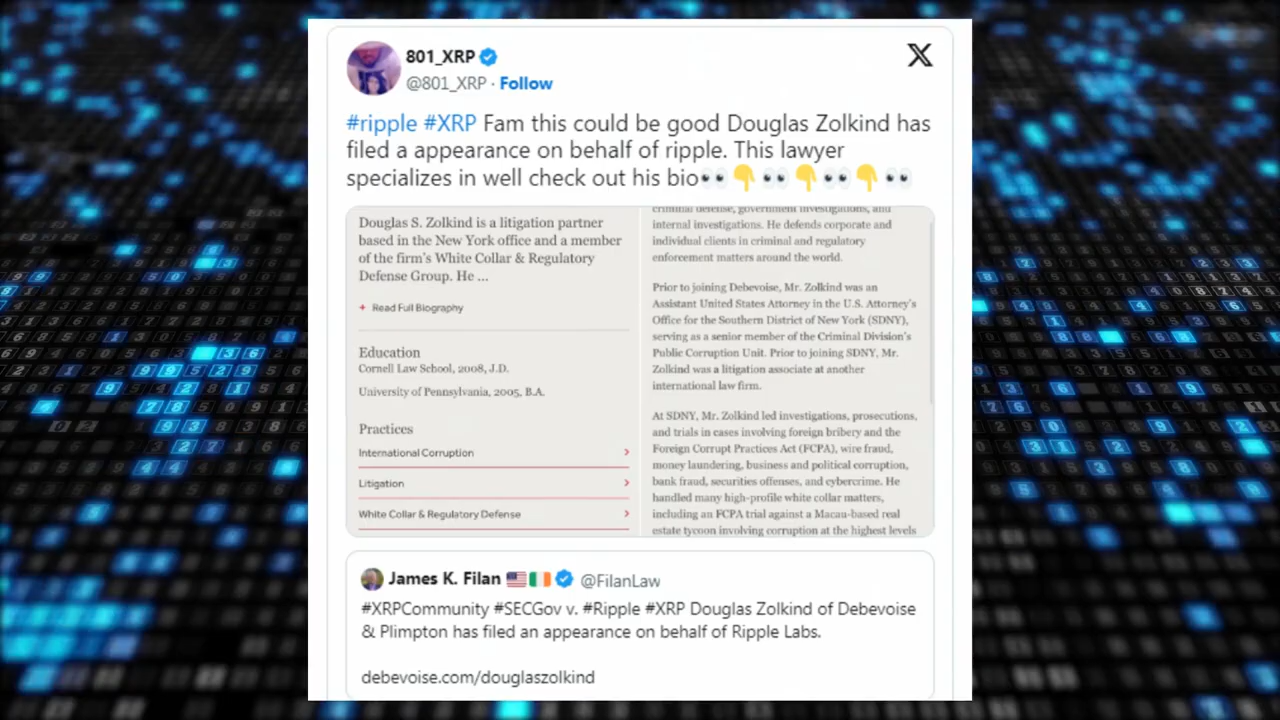 801_XRP
@801_XRP · Follow
#ripple #XRP Fam this could be good Douglas Zolkind has
filed a appearance on behalf of ripple. This lawyer
specializes in well check out his bio👀👇👀👇👀👇👀
Douglas S. Zolkind is a litigation partner
based in the New York office and a member
of the firm's White Collar & Regulatory
Defense Group. He ...
+ Read Full Biography
Education
Cornell Law School, 2008, J.D.
University of Pennsylvania, 2005, B.A.
Practices
International Corruption
Litigation
White Collar & Regulatory Defense
criminal defense, government investigations, and
internal investigations. He defends corporate and
individual clients in criminal and regulatory
enforcement matters around the world.
Prior to joining Debevoise, Mr. Zolkind was an
Assistant United States Attorney in the U.S. Attorney's
Office for the Southern District of New York (SDNY),
serving as a senior member of the Criminal Division's
Public Corruption Unit. Prior to joining SDNY, Mr.
Zolkind was a litigation associate at another
international law firm.
At SDNY, Mr. Zolkind led investigations, prosecutions,
and trials in cases involving foreign bribery and the
Foreign Corrupt Practices Act (FCPA), wire fraud,
money laundering, business and political corruption,
bank fraud, securities offenses, and cybercrime. He
handled many high-profile white collar matters,
including an FCPA trial against a Macau-based real
estate tycoon involving corruption at the highest levels
James K. Filan 🇺🇸🇮🇪 @FilanLaw
#XRPCommunity #SECGov v. #Ripple #XRP Douglas Zolkind of Debevoise
& Plimpton has filed an appearance on behalf of Ripple Labs.
debevoise.com/douglaszolkind